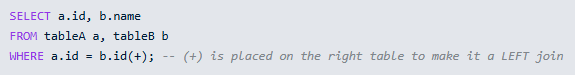 SELECT a.id, b.name
FROM tableA a, tableB b
WHERE a.id = b.id(+); -- (+) is placed on the right table to make it a LEFT join